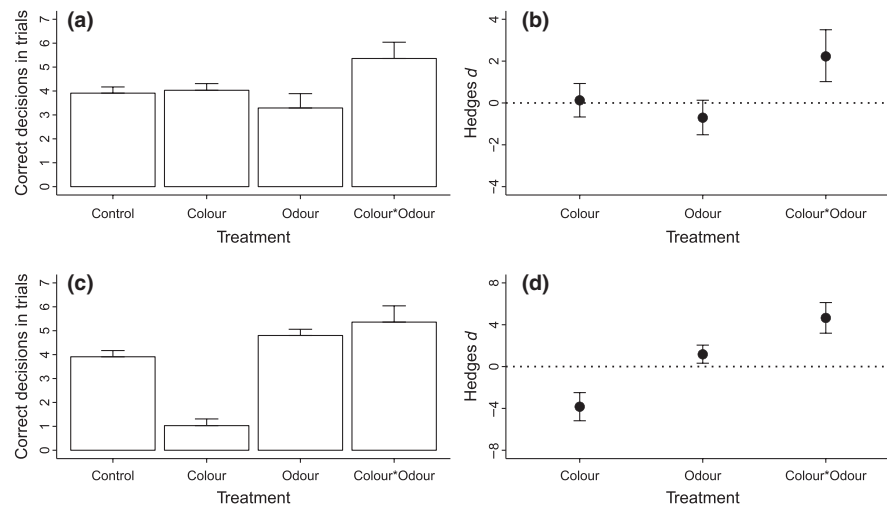 (a)
Correct decisions in trials
7
6
5
4
3
2
1
0
Control Colour Odour Colour*Odour
Treatment
(b)
Hedges d
4
2
0
−2
−4
Colour Odour Colour*Odour
Treatment
(c)
Correct decisions in trials
7
6
5
4
3
2
1
0
Control Colour Odour Colour*Odour
Treatment
(d)
Hedges d
8
4
0
−4
−8
Colour Odour Colour*Odour
Treatment